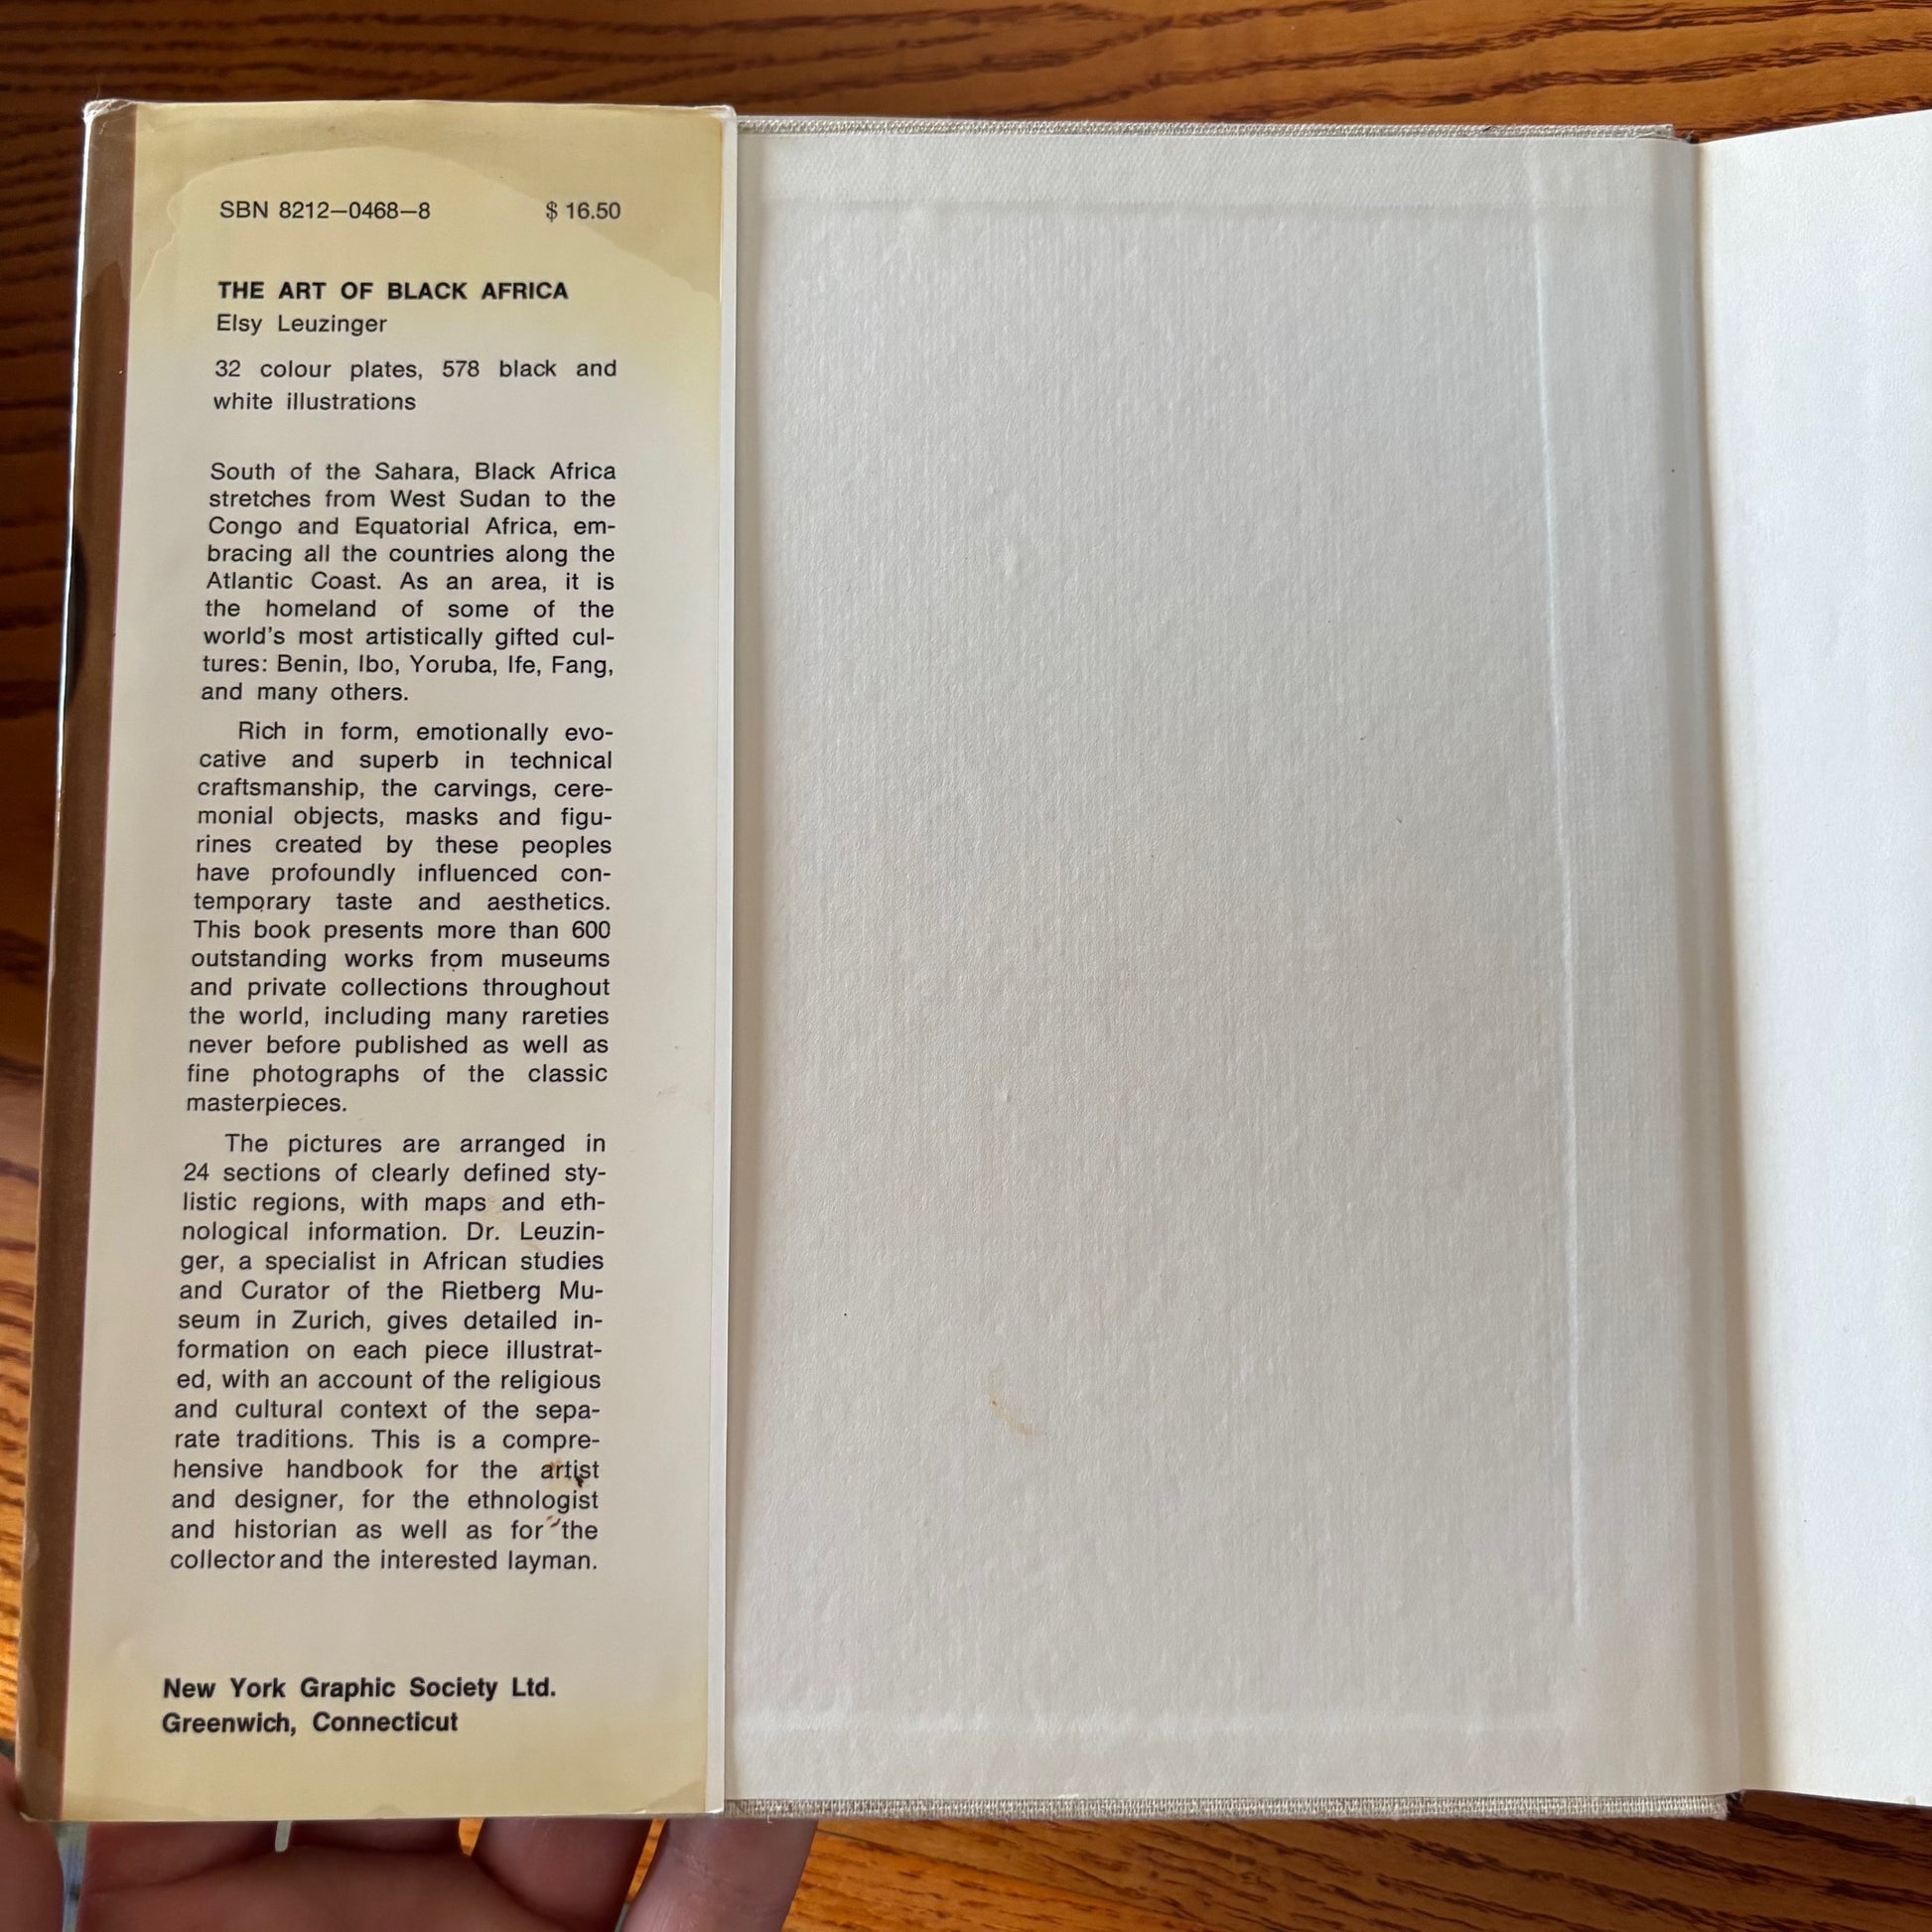 SBN 8212—0468—8 $ 16.50
THE ART OF BLACK AFRICA
Elsy Leuzinger
32 colour plates, 578 black and
white illustrations
South of the Sahara, Black Africa
stretches from West Sudan to the
Congo and Equatorial Africa, em-
bracing all the countries along the
Atlantic Coast. As an area, it is
the homeland of some of the
world's most artistically gifted cul-
tures: Benin, Ibo, Yoruba, Ife, Fang,
and many others.
Rich in form, emotionally evo-
cative and superb in technical
craftsmanship, the carvings, cere-
monial objects, masks and figu-
rines created by these peoples
have profoundly influenced con-
temporary taste and aesthetics.
This book presents more than 600
outstanding works from museums
and private collections throughout
the world, including many rareties
never before published as well as
fine photographs of the classic
masterpieces.
The pictures are arranged in
24 sections of clearly defined sty-
listic regions, with maps and eth-
nological information. Dr. Leuzin-
ger, a specialist in African studies
and Curator of the Rietberg Mu-
seum in Zurich, gives detailed in-
formation on each piece illustrat-
ed, with an account of the religious
and cultural context of the sepa-
rate traditions. This is a compre-
hensive handbook for the artist
and designer, for the ethnologist
and historian as well as for the
collector and the interested layman.
New York Graphic Society Ltd.
Greenwich, Connecticut